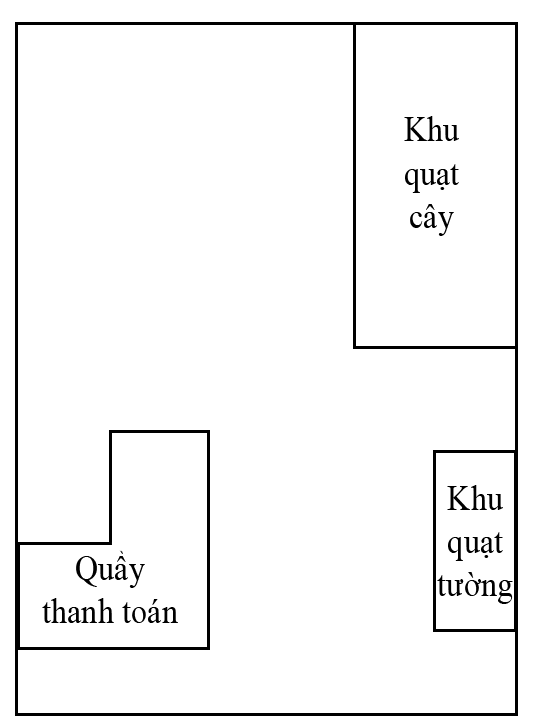 Khu
quạt
cây
Khu
quạt
tường
Quầy
thanh toán